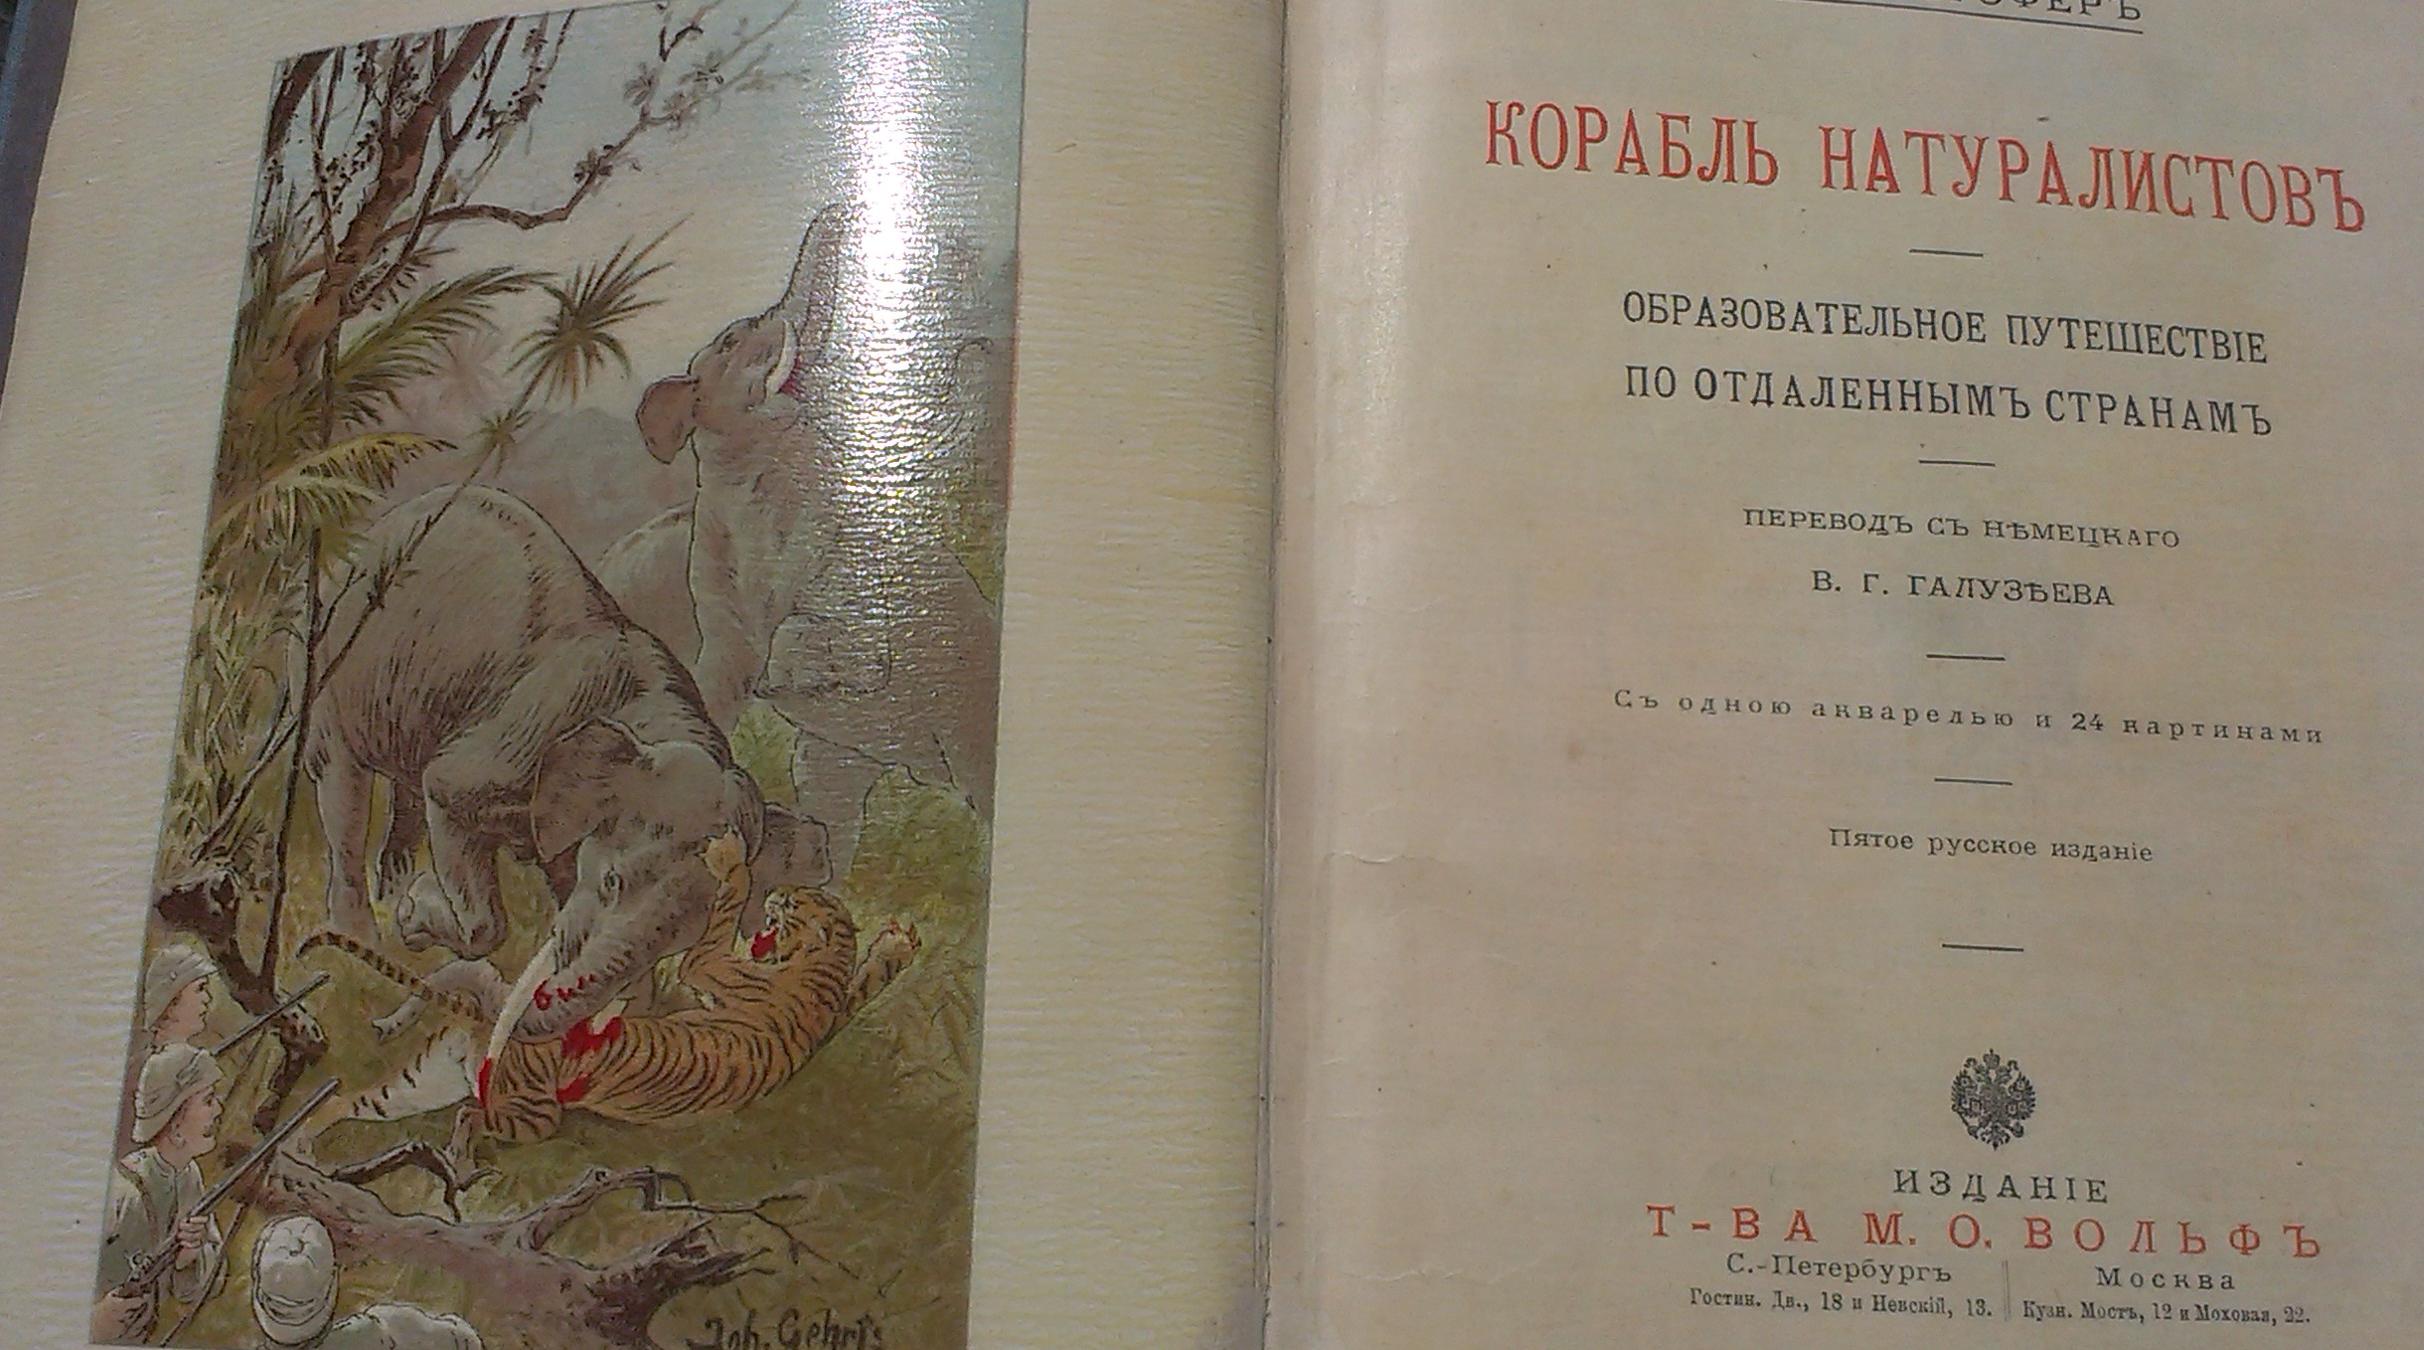 Joh. Gehrts
КОРАБЛЬ НАТУРАЛИСТОВЪ
ОБРАЗОВАТЕЛЬНОЕ ПУТЕШЕСТВІЕ
ПО ОТДАЛЕННЫМЪ СТРАНАМЪ
ПЕРЕВОДЪ СЪ НѢМЕЦКАГО
В. Г. ГАЛУЗѢЕВА
Съ одною акварелью и 24 картинами
Пятое русское изданіе
ИЗДАНІЕ
Т-ВА М. О. ВОЛЬФЪ
С.-Петербургъ
Гостин. Дв., 18 и Невскій, 13.
Москва
Кузн. Мостъ, 12 и Моховая, 22.